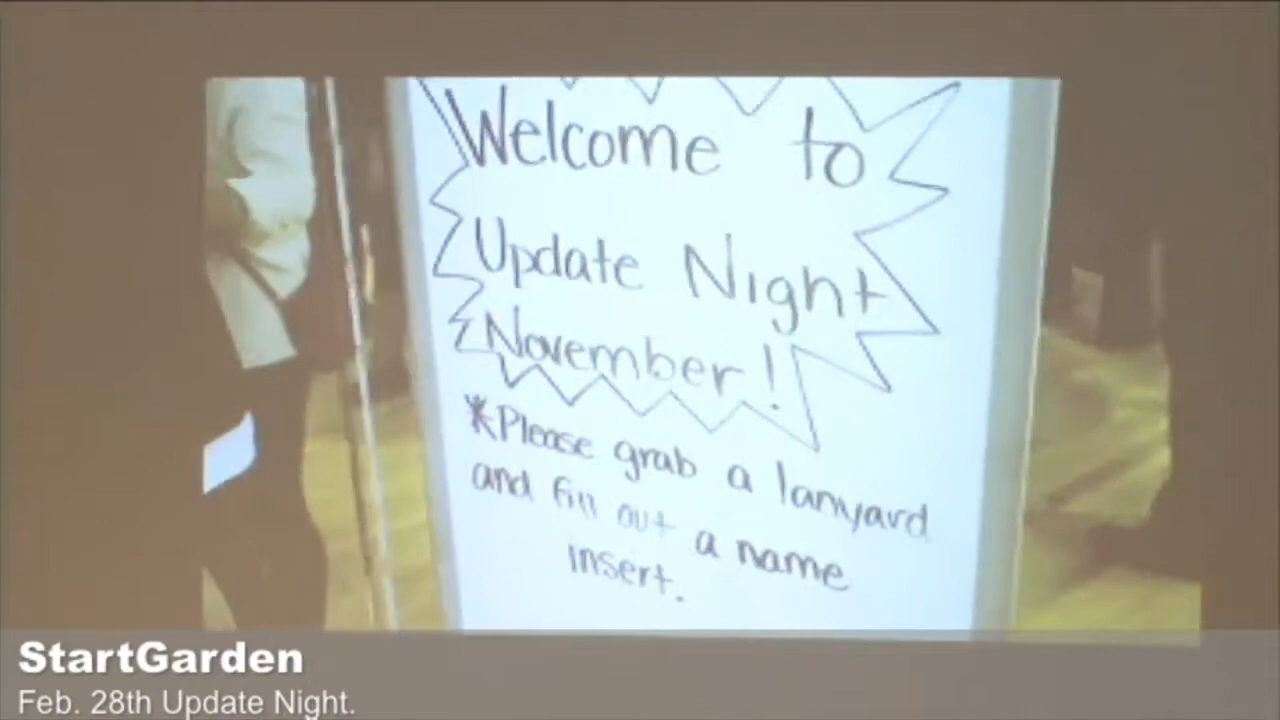 Welcome to
Update Night
November!
*Please grab a lanyard
and fill out a name
insert.
StartGarden
Feb. 28th Update Night.